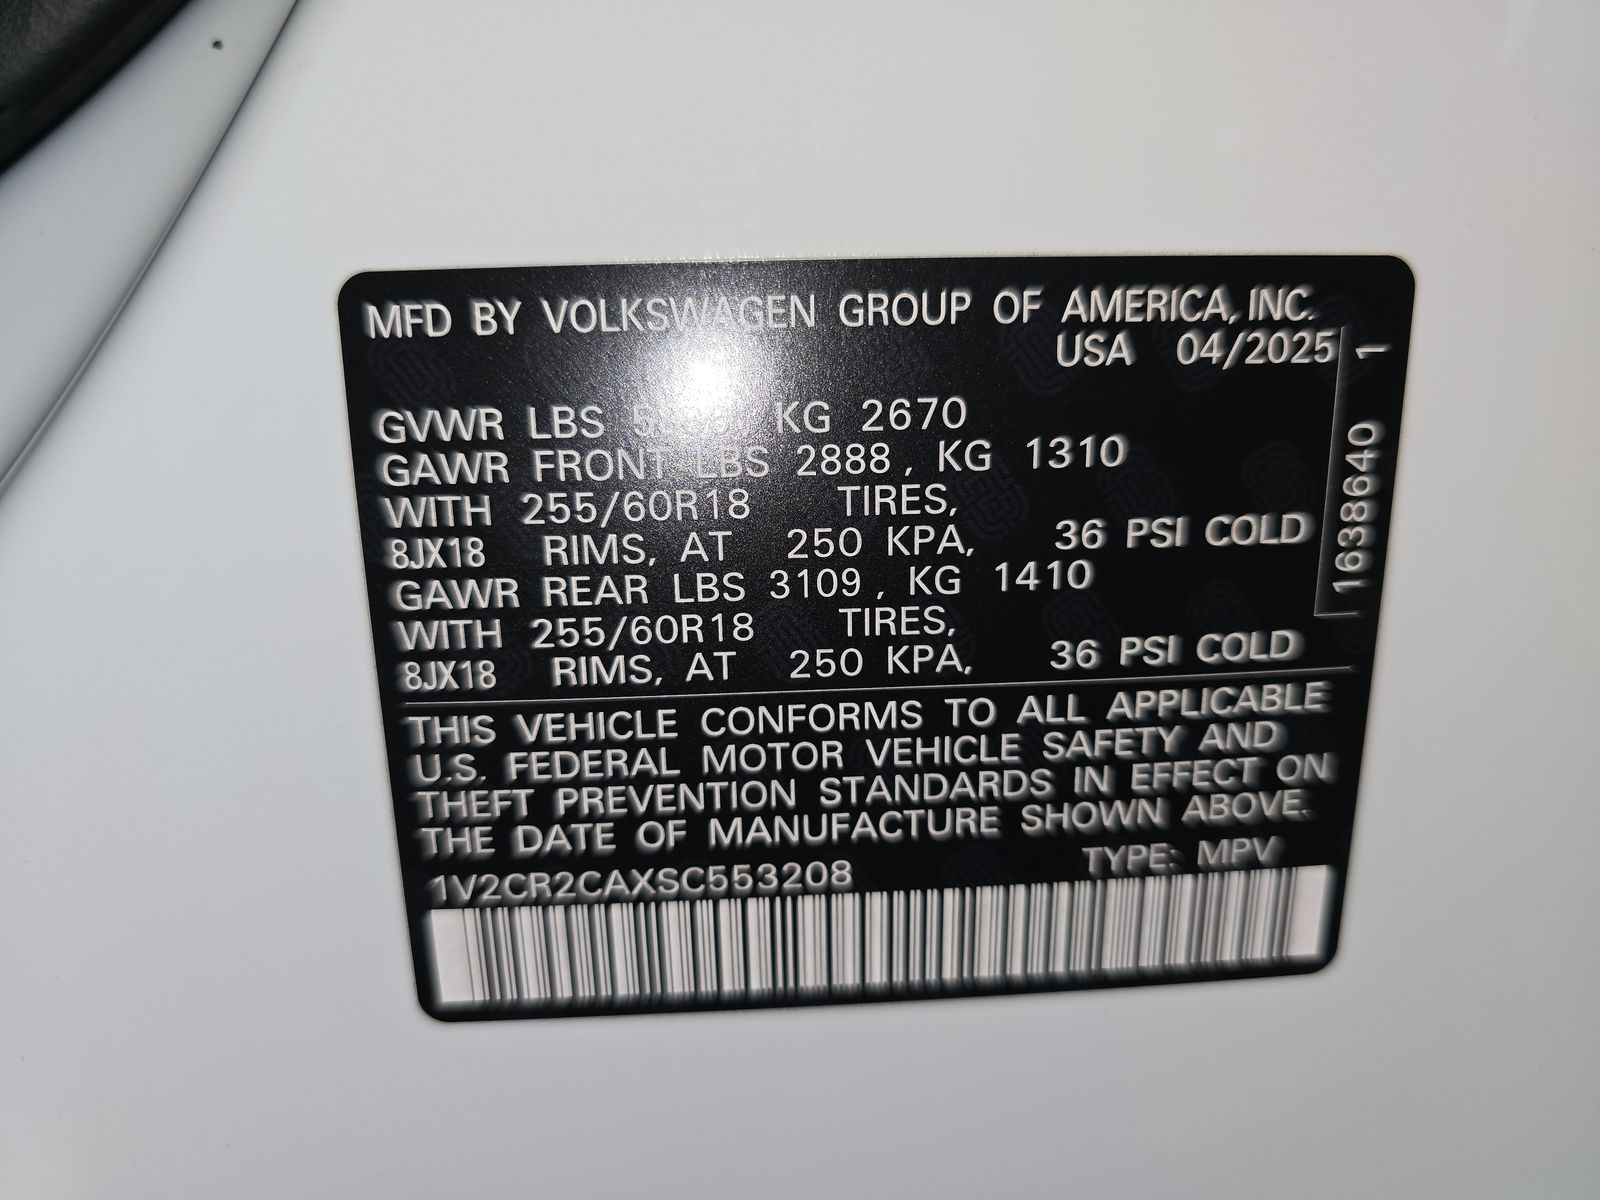 MFD BY VOLKSWAGEN GROUP OF AMERICA, INC.
USA 04/2025
GVWR LBS KG 2670
GAWR FRONT LBS 2888, KG 1310
WITH 255/60R18 TIRES,
8JX18 RIMS, AT 250 KPA, 36 PSI COLD
GAWR REAR LBS 3109, KG 1410
WITH 255/60R18 TIRES,
8JX18 RIMS, AT 250 KPA, 36 PSI COLD
1638640 1
THIS VEHICLE CONFORMS TO ALL APPLICABLE
U.S. FEDERAL MOTOR VEHICLE SAFETY AND
THEFT PREVENTION STANDARDS IN EFFECT ON
THE DATE OF MANUFACTURE SHOWN ABOVE.
1V2CR2CAXSC553208 TYPE: MPV